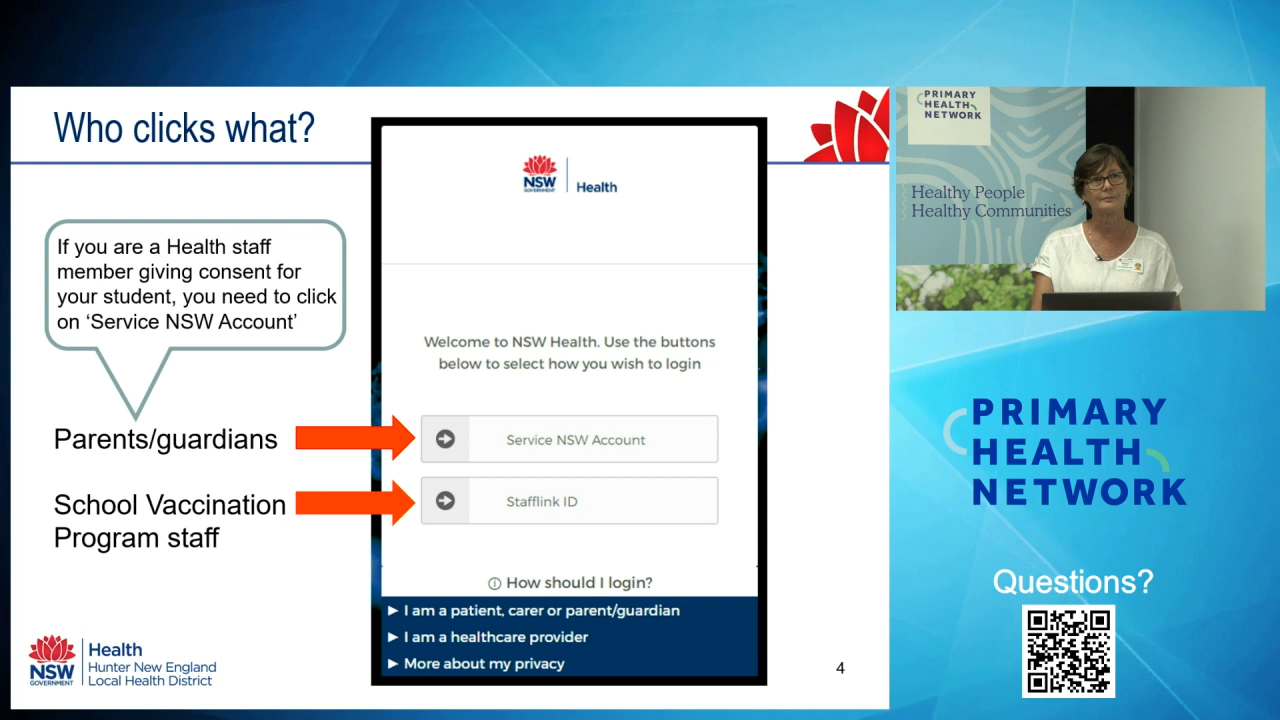 Who clicks what?
If you are a Health staff
member giving consent for
your student, you need to click
on ‘Service NSW Account’
Parents/guardians
School Vaccination
Program staff
NSW
GOVERNMENT
Health
Welcome to NSW Health. Use the buttons
below to select how you wish to login
Service NSW Account
Stafflink ID
How should I login?
I am a patient, carer or parent/guardian
I am a healthcare provider
More about my privacy
NSW
GOVERNMENT
Health
Hunter New England
Local Health District
4
PRIMARY
HEALTH
NETWORK
Healthy People
Healthy Communities
PRIMARY
HEALTH
NETWORK
Questions?